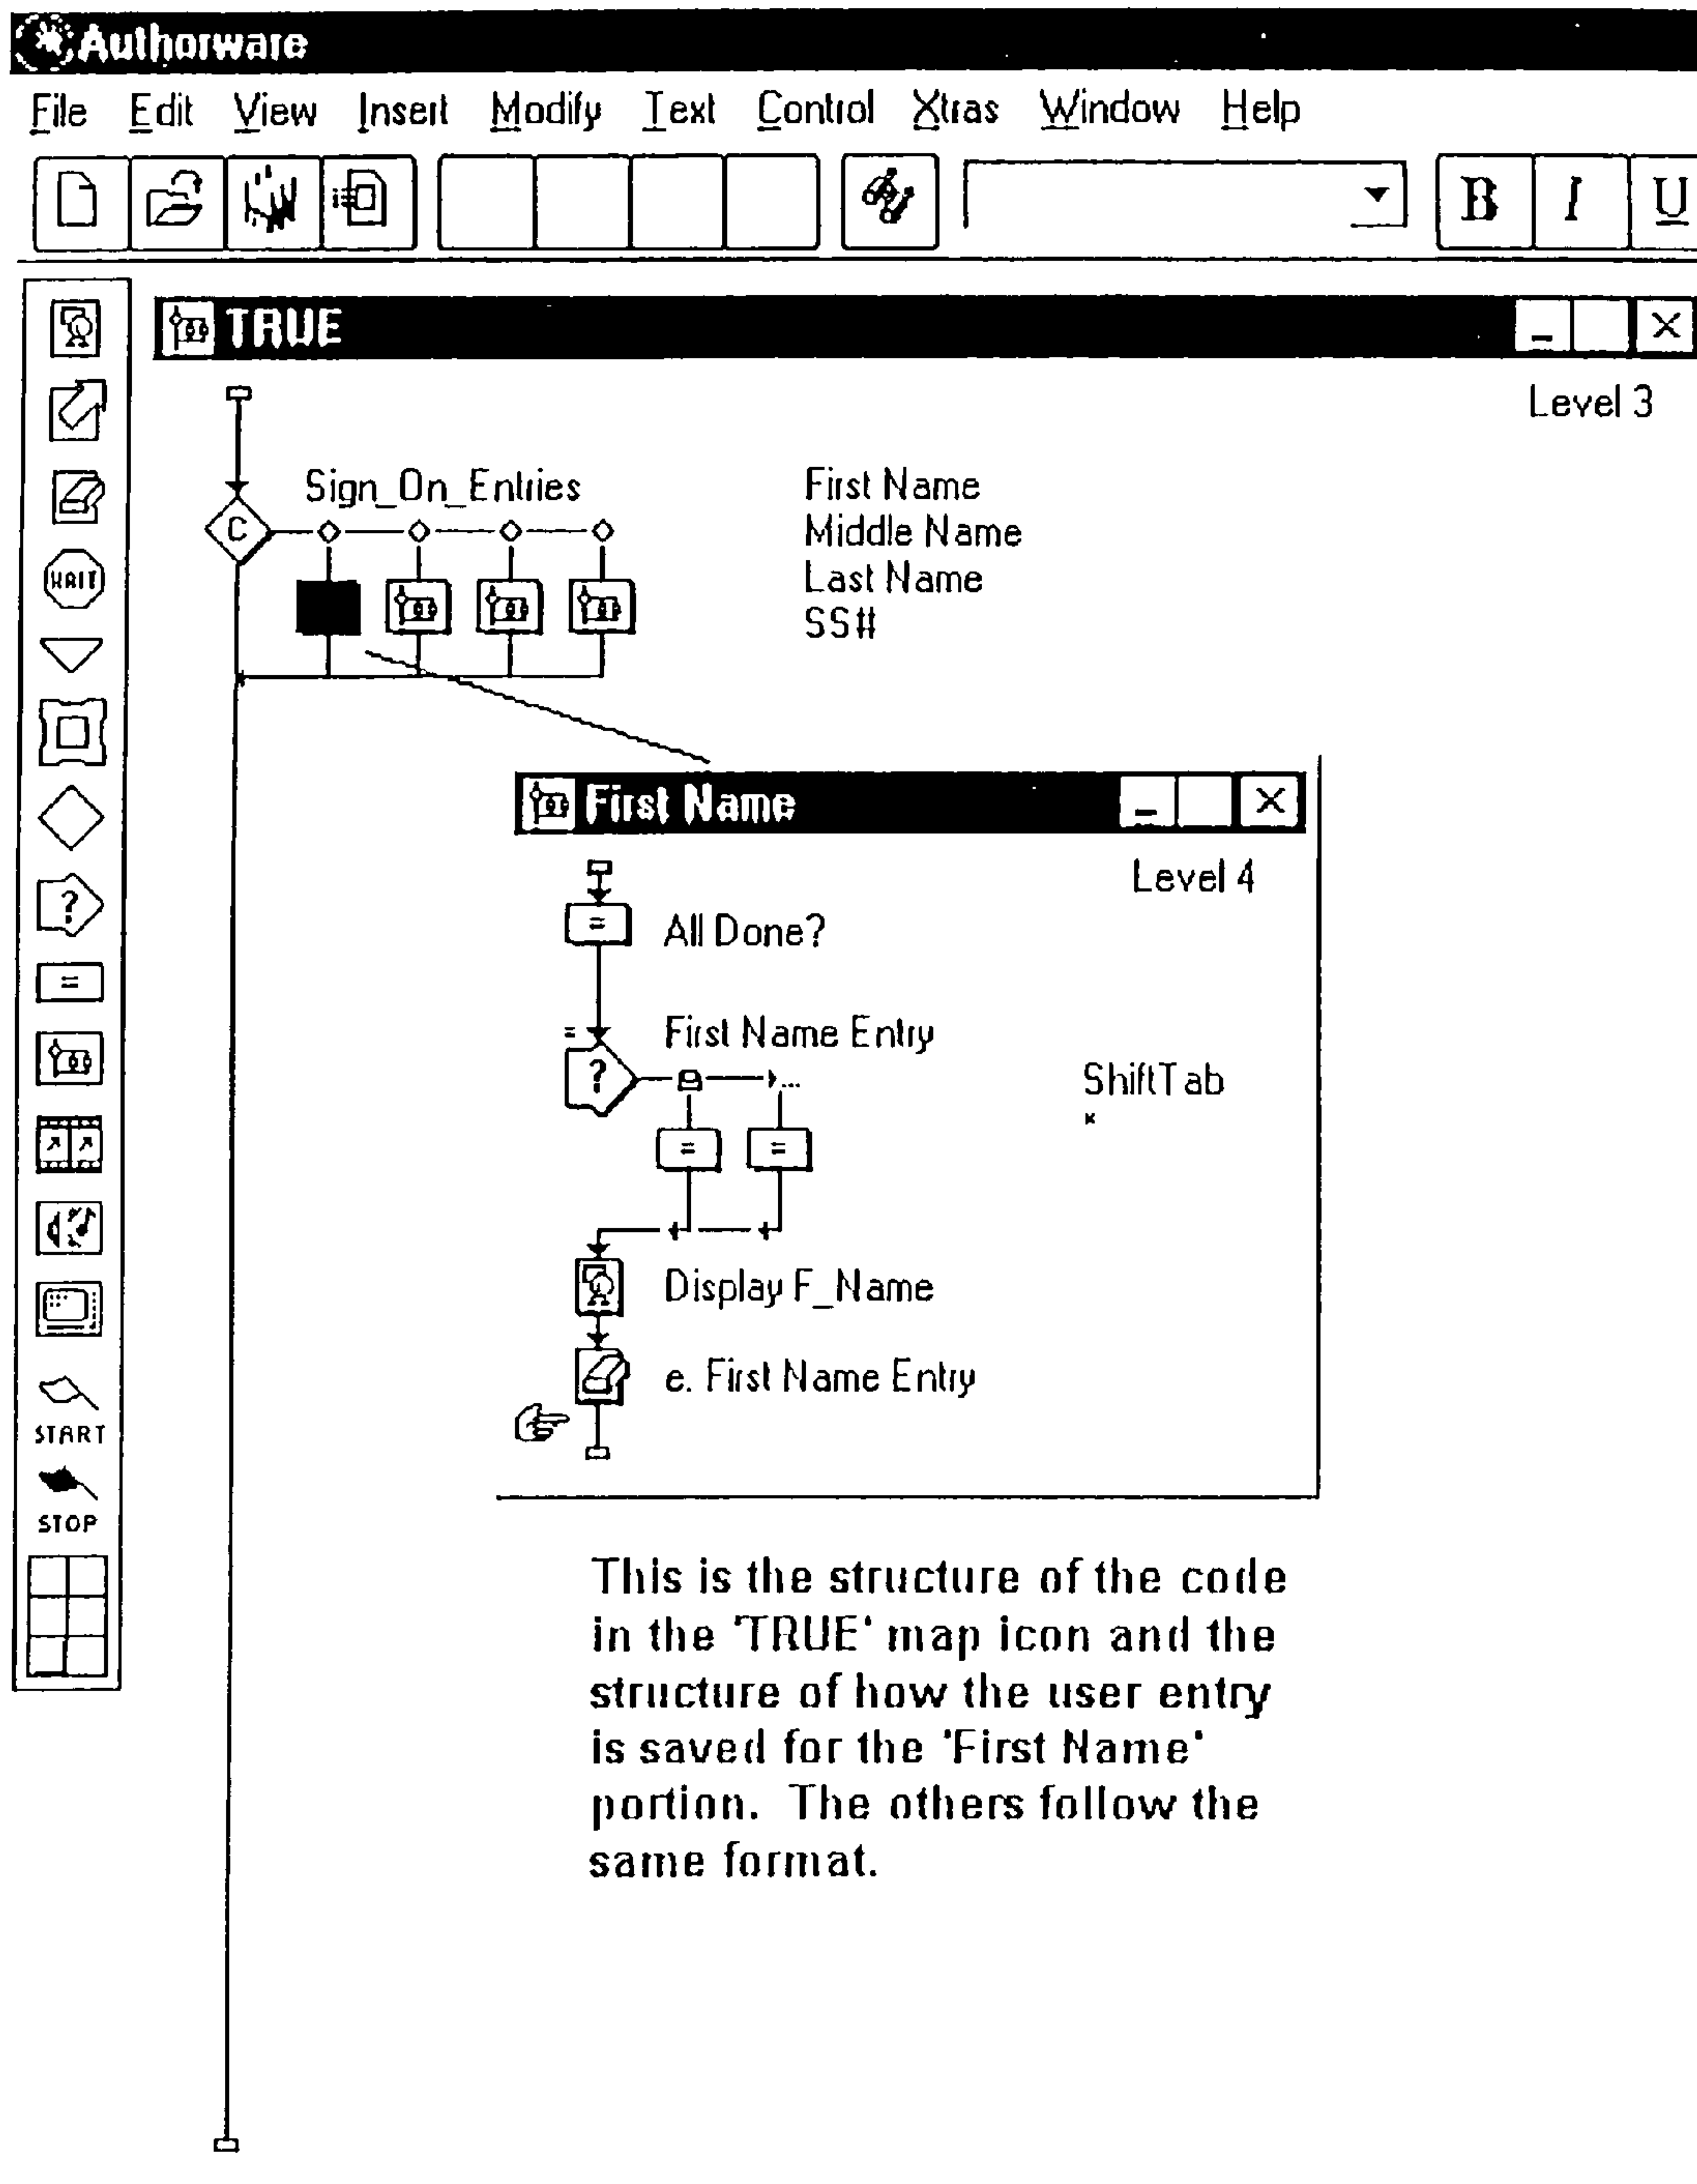 Authorware
File Edit View Insert Modify Text Control Xtras Window Help
B I U
TRUE
Level 3
Sign_On_Entries
First Name
Middle Name
Last Name
SS#
C
WAIT
First Name
Level 4
=
All Done?
?
=
=
First Name Entry
?
ShiftTab
*
= =
Display F_Name
e. First Name Entry
START
STOP
This is the structure of the code
in the 'TRUE' map icon and the
structure of how the user entry
is saved for the 'First Name'
portion. The others follow the
same format.